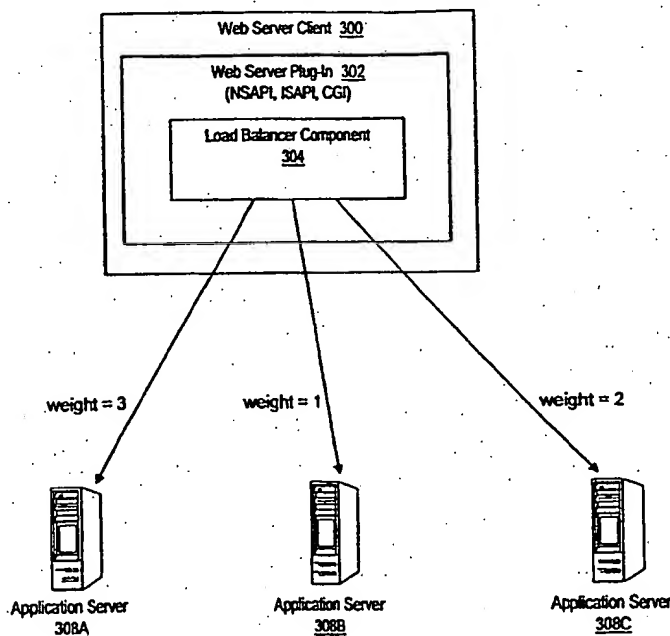 Web Server Client 300
Web Server Plug-In 302
(NSAPI, ISAPI, CGI)
Load Balancer Component
304
weight = 3
weight = 1
weight = 2
Application Server
308A
Application Server
308B
Application Server
308C